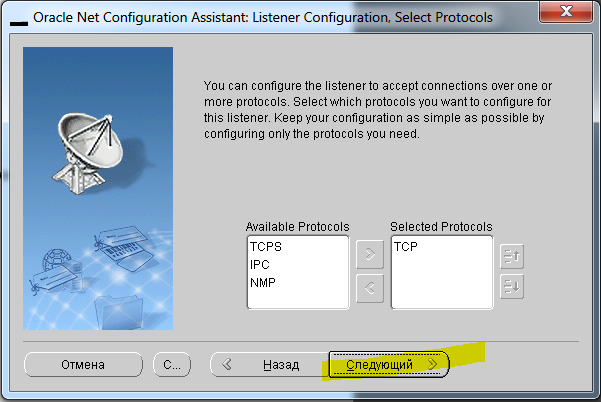 Oracle Net Configuration Assistant: Listener Configuration, Select Protocols
You can configure the listener to accept connections over one or
more protocols. Select which protocols you want to configure for
this listener. Keep your configuration as simple as possible by
configuring only the protocols you need.
Available Protocols
Selected Protocols
TCPS
TCP
IPC
NMP
Отмена
С...
Назад
Следующий